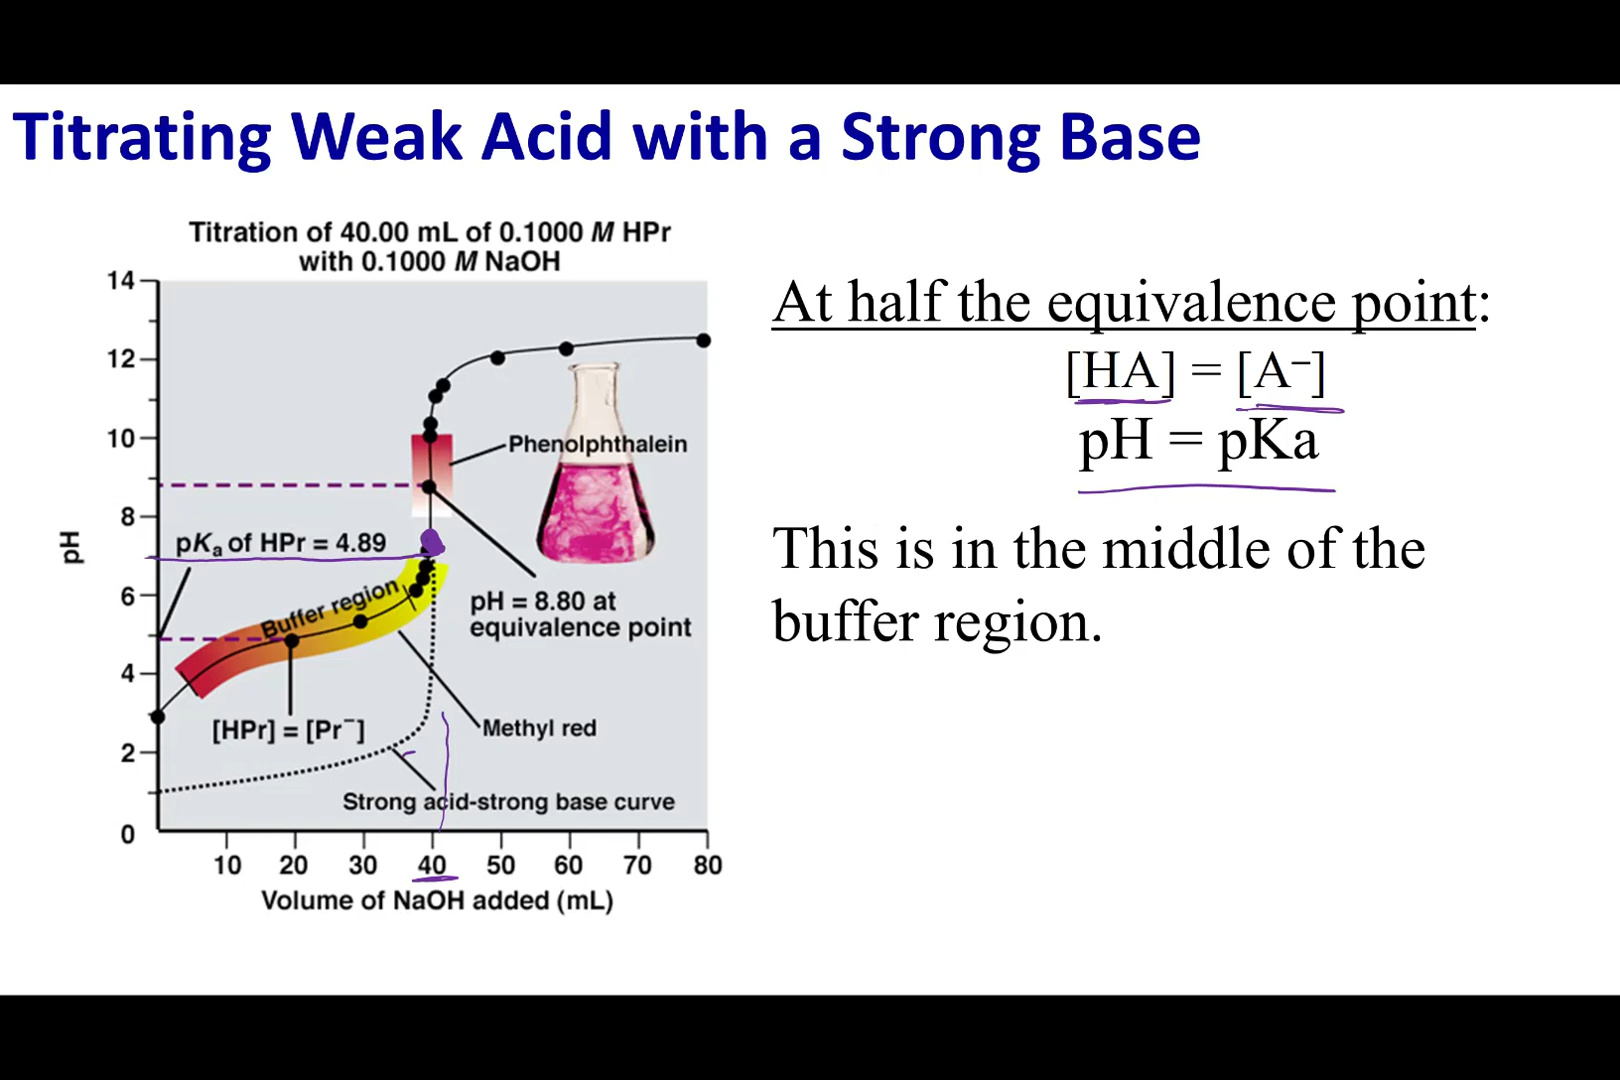 Titrating Weak Acid with a Strong Base
Titration of 40.00 mL of 0.1000 M HPr
with 0.1000 M NaOH
14
12
10
8
6
4
2
0
pH
Phenolphthalein
pKa of HPr = 4.89
Buffer region
pH = 8.80 at
equivalence point
[HPr] = [Pr⁻]
Methyl red
Strong acid-strong base curve
10 20 30 40 50 60 70 80
Volume of NaOH added (mL)
At half the equivalence point:
[HA] = [A⁻]
pH = pKa
This is in the middle of the
buffer region.